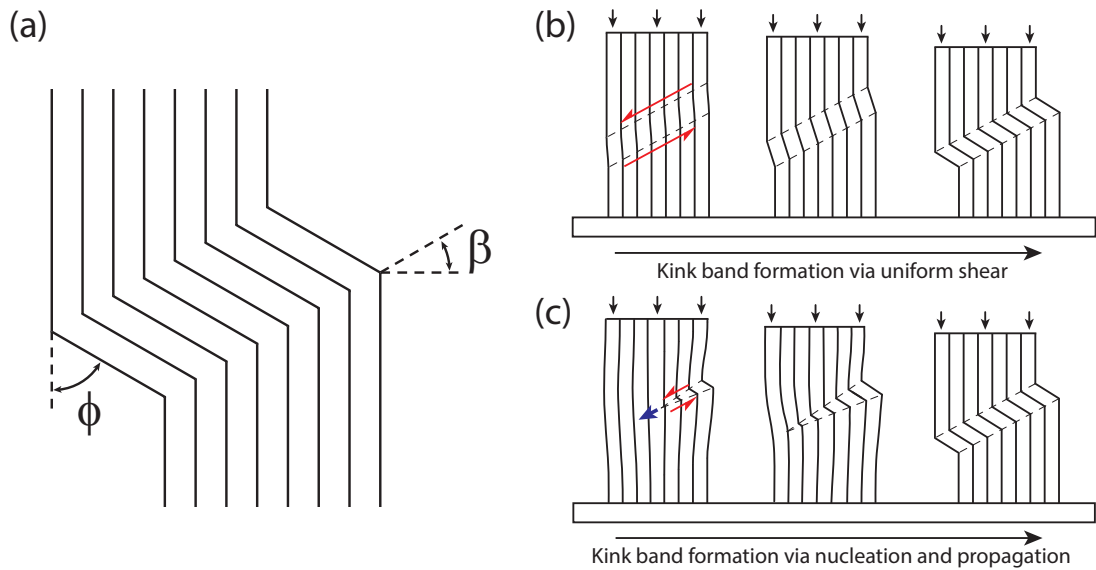 (a)
β
ϕ
(b)
Kink band formation via uniform shear
(c)
Kink band formation via nucleation and propagation